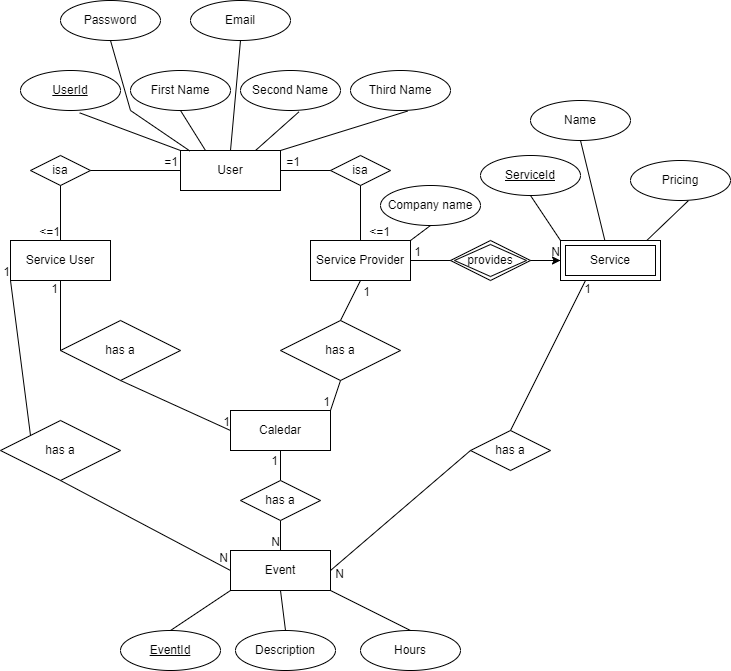 Password
Email
UserId
First Name
Second Name
Third Name
Name
isa
=1
User
=1
isa
ServiceId
Pricing
Company name
<=1
<=1
Service User
Service Provider
1
provides
N
Service
1
1
1
1
has a
has a
1
1
Caledar
has a
1
has a
has a
N
N
Event
N
EventId
Description
Hours